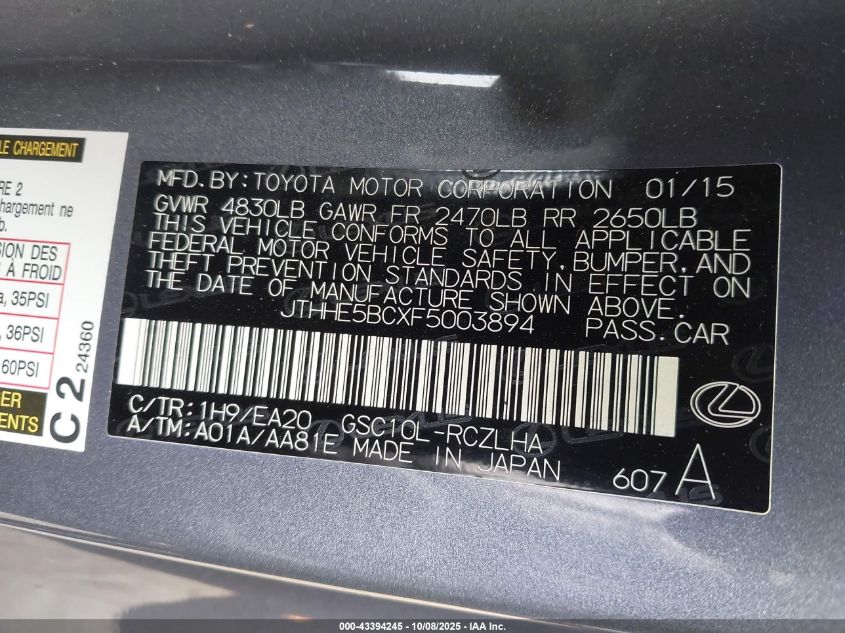 LE CHARGEMENT
RE 2
chargement ne
b.
SION DES
À FROID
a, 35PSI
, 36PSI
60PSI
ER
EMENTS
C2 24360
MFD.BY:TOYOTA MOTOR CORPORATION 01/15
GVWR 4830LB GAWR FR 2470LB RR 2650LB
THIS VEHICLE CONFORMS TO ALL APPLICABLE
FEDERAL MOTOR VEHICLE SAFETY,BUMPER,AND
THEFT PREVENTION STANDARDS IN EFFECT ON
THE DATE OF MANUFACTURE SHOWN ABOVE.
JTHHE5BCXF5003894 PASS.CAR
C/TR:1H9/EA20 GSC10L-RCZLHA
A/TM:A01A/AA81E MADE IN JAPAN
607A
000-43394245 - 10/08/2025 - IAA Inc.